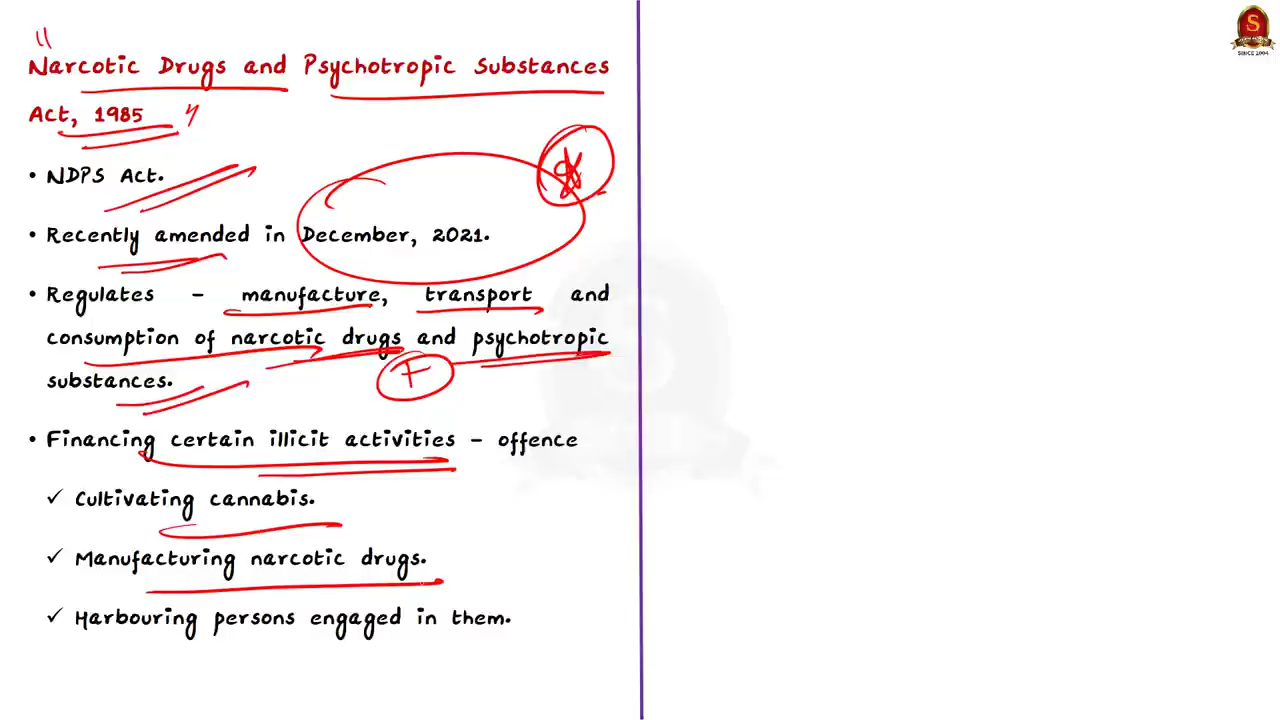 Narcotic Drugs and Psychotropic Substances
Act, 1985
• NDPS Act.
• Recently amended in December, 2021.
• Regulates - manufacture, transport and
consumption of narcotic drugs and psychotropic
substances.
F
• Financing certain illicit activities - offence
✓ Cultivating cannabis.
✓ Manufacturing narcotic drugs.
✓ Harbouring persons engaged in them.
S
SINCE 2004